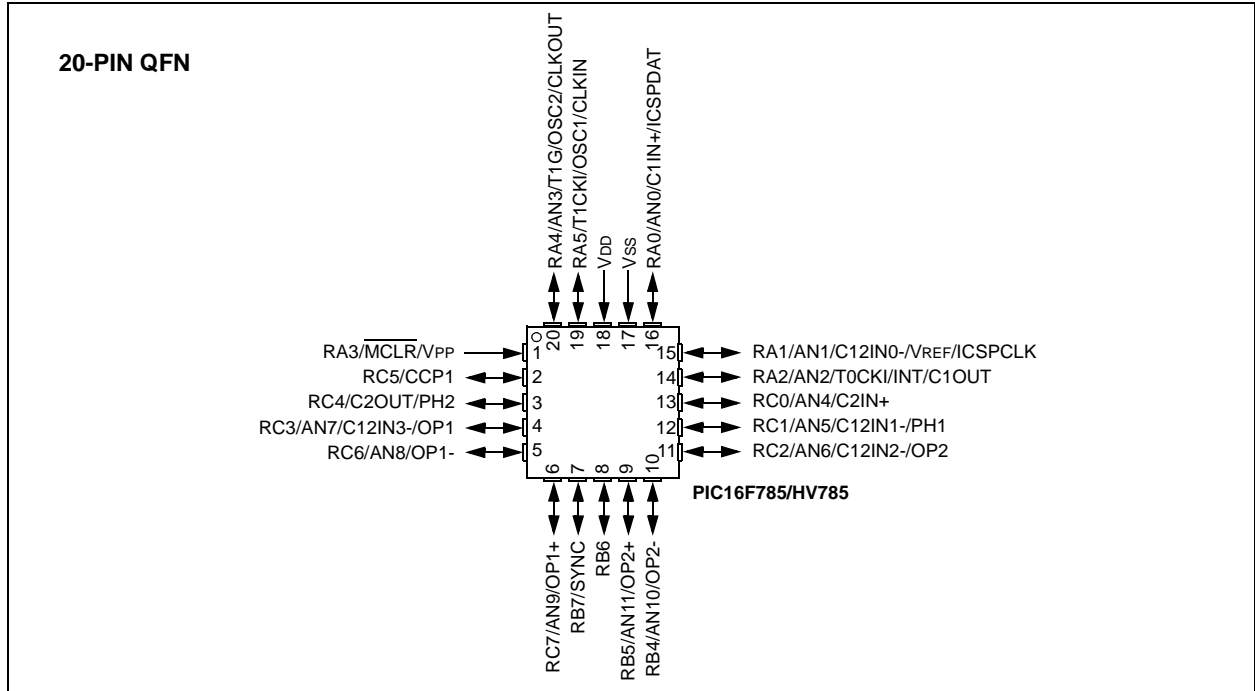 20-PIN QFN
RA4/AN3/T1G/OSC2/CLKOUT
RA5/T1CKI/OSC1/CLKIN
VDD
VSS
RA0/AN0/C1IN+/ICSPDAT
20
19
18
17
16
RA3/MCLR/VPP
1
15
RA1/AN1/C12IN0-/VREF/ICSPCLK
RC5/CCP1
2
14
RA2/AN2/T0CKI/INT/C1OUT
RC4/C2OUT/PH2
3
13
RC0/AN4/C2IN+
RC3/AN7/C12IN3-/OP1
4
12
RC1/AN5/C12IN1-/PH1
RC6/AN8/OP1-
5
11
RC2/AN6/C12IN2-/OP2
6
7
8
9
10
PIC16F785/HV785
RC7/AN9/OP1+
RB7/SYNC
RB6
RB5/AN11/OP2+
RB4/AN10/OP2-